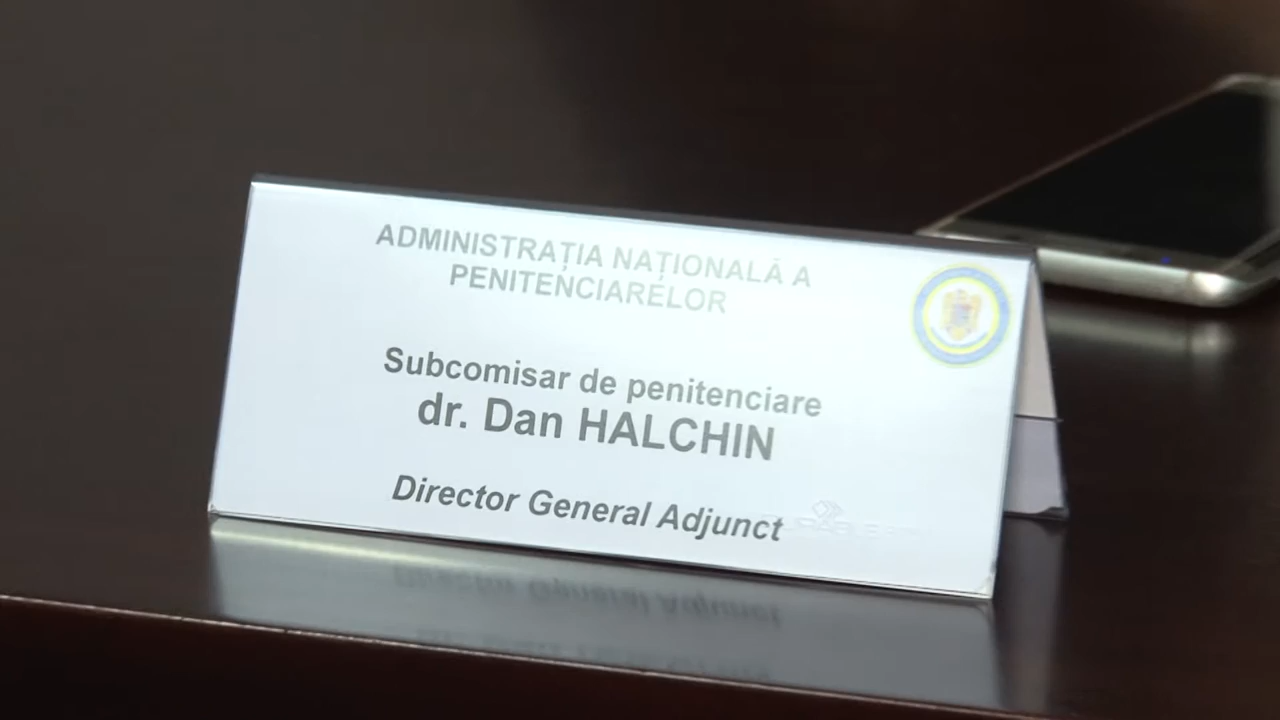 ADMINISTRAȚIA NAȚIONALĂ A
PENITENCIARELOR
Subcomisar de penitenciare
dr. Dan HALCHIN
Director General Adjunct